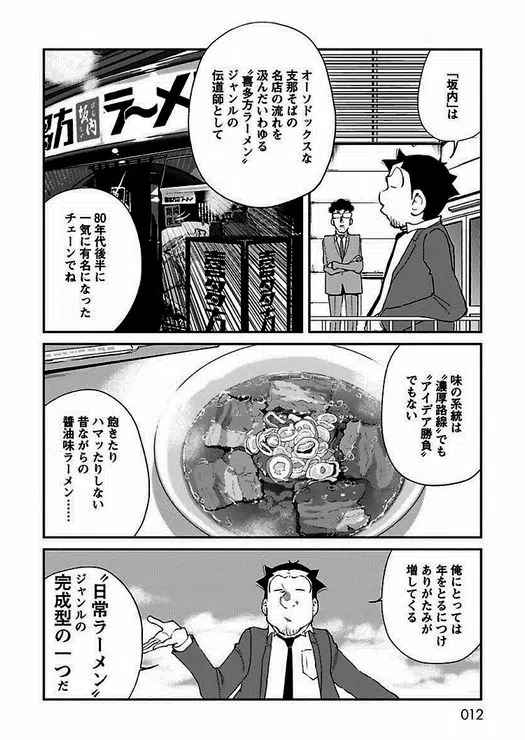 「坂内」は
オーソドックスな
支那そばの
名店の流れを
汲んだいわゆる
〝喜多方ラーメン〟
ジャンルの
伝道師として
多方
坂内
ラーメン
喜多方
80年代後半に
一気に有名になった
チェーンでね
味の系統は
〝濃厚路線〟でも
〝アイデア勝負〟
でもない
飽きたり
ハマッたりしない
昔ながらの
醤油味ラーメン……
俺にとっては
年をとるにつけ
ありがたみが
増してくる
〝日常ラーメン〟
ジャンルの
完成型の一つだ
012